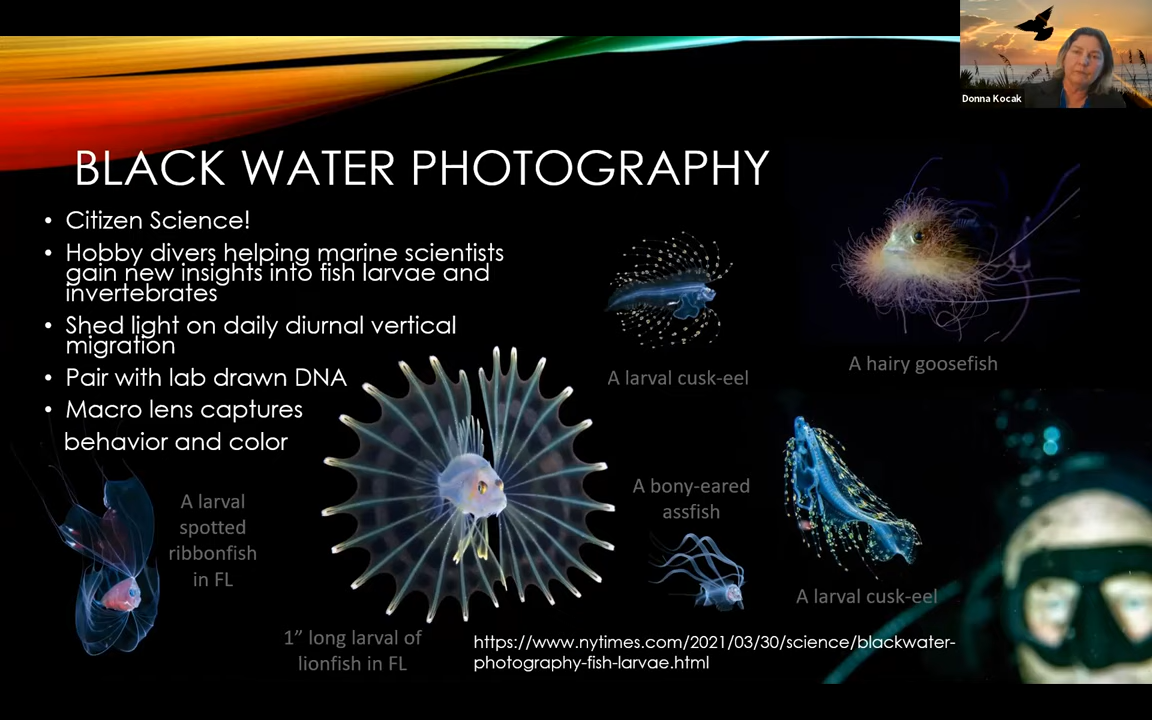 Donna Kocak
BLACK WATER PHOTOGRAPHY
• Citizen Science!
• Hobby divers helping marine scientists
gain new insights into fish larvae and
invertebrates
• Shed light on daily diurnal vertical
migration
• Pair with lab drawn DNA
• Macro lens captures
behavior and color
A larval cusk-eel
A hairy goosefish
A larval
spotted
ribbonfish
in FL
A bony-eared
assfish
A larval cusk-eel
1” long larval of
lionfish in FL
https://www.nytimes.com/2021/03/30/science/blackwater-
photography-fish-larvae.html